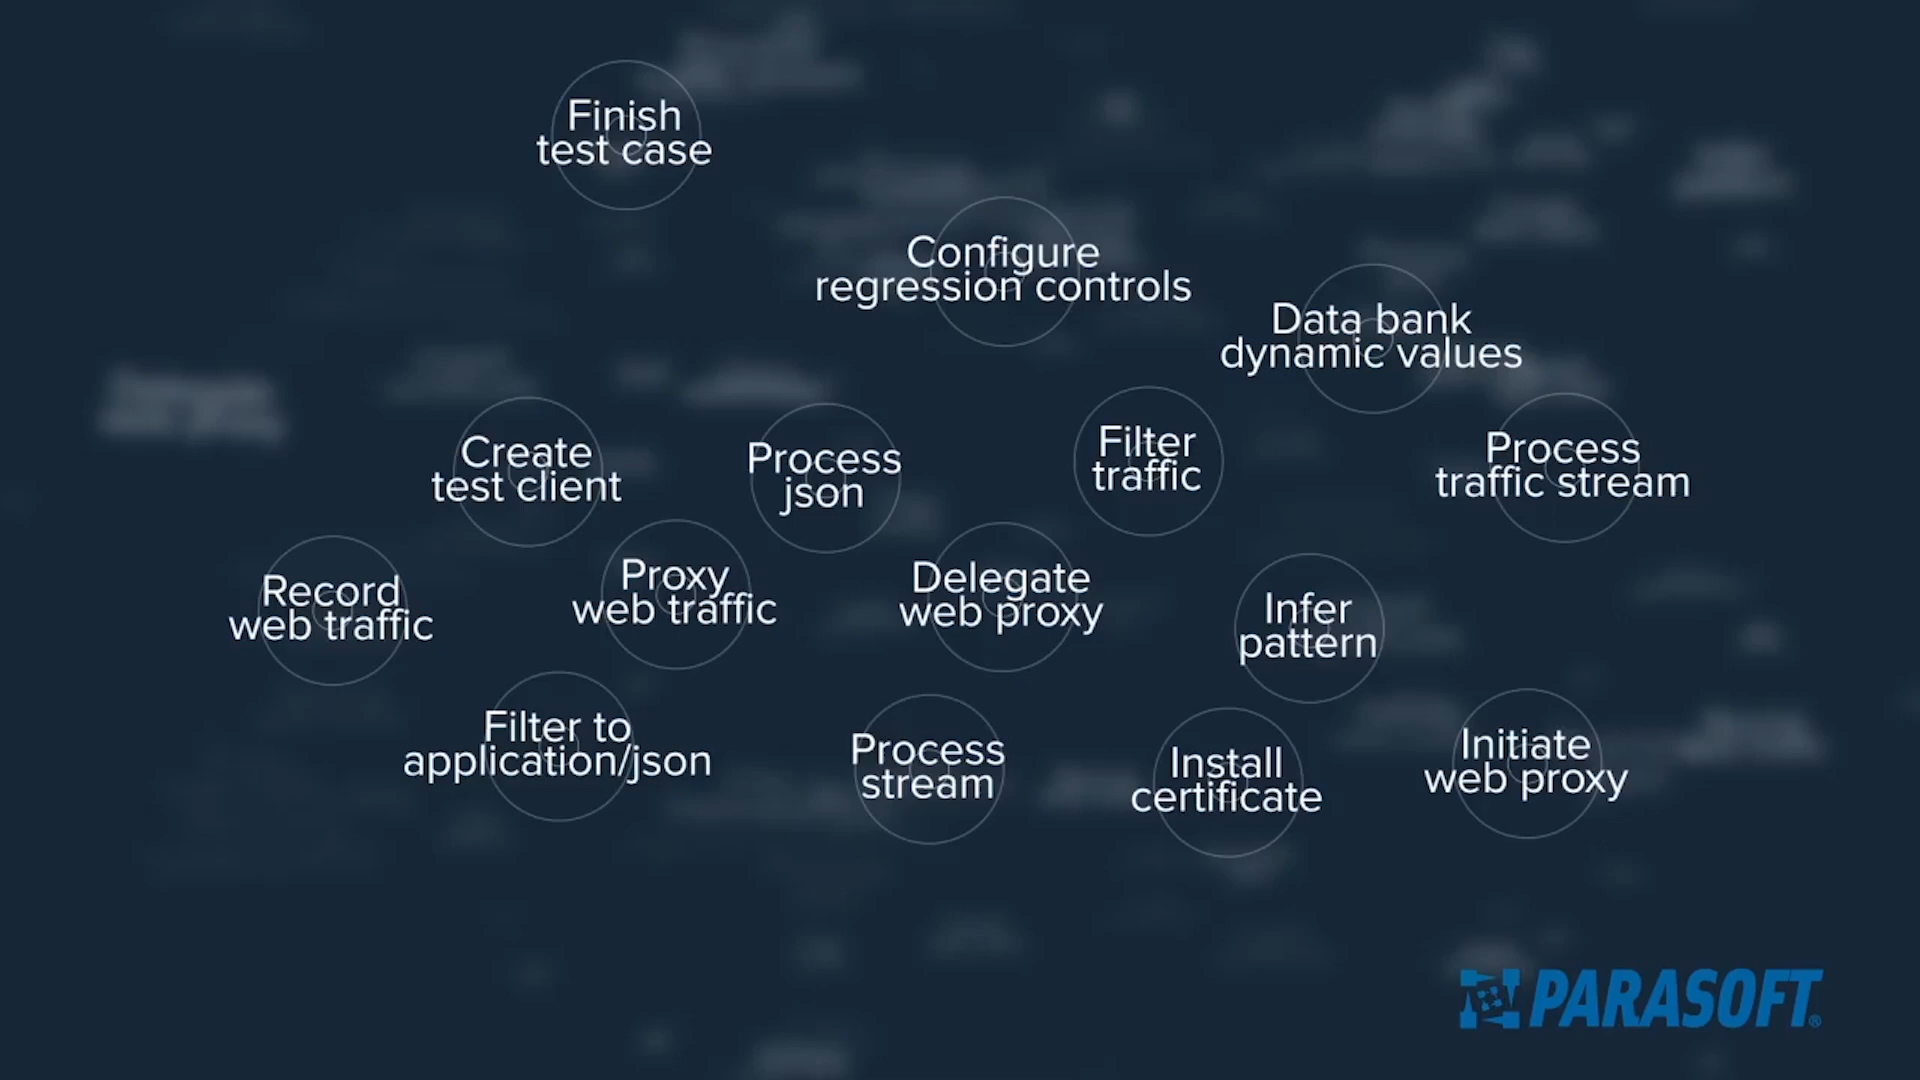 Finish
test case
Configure
regression controls
Data bank
dynamic values
Create
test client
Process
json
Filter
traffic
Process
traffic stream
Record
web traffic
Proxy
web traffic
Delegate
web proxy
Infer
pattern
Filter to
application/json
Process
stream
Install
certificate
Initiate
web proxy
PARASOFT®